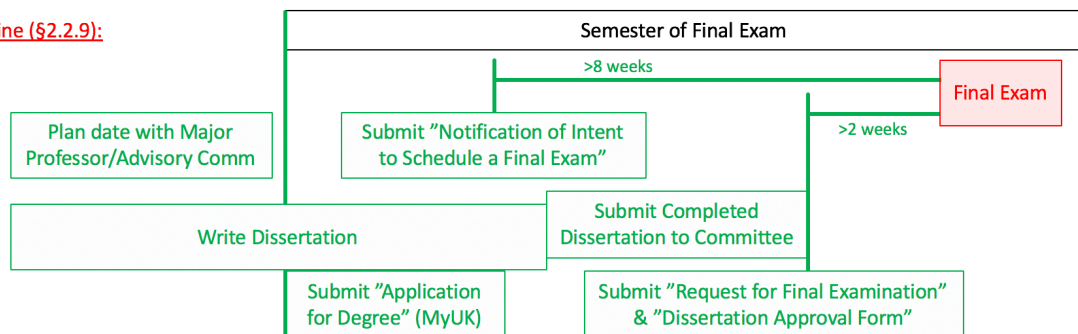 ine (§2.2.9):
Semester of Final Exam
>8 weeks
Final Exam
>2 weeks
Plan date with Major
Professor/Advisory Comm
Submit ”Notification of Intent
to Schedule a Final Exam”
Write Dissertation
Submit Completed
Dissertation to Committee
Submit ”Application
for Degree” (MyUK)
Submit ”Request for Final Examination”
& ”Dissertation Approval Form”